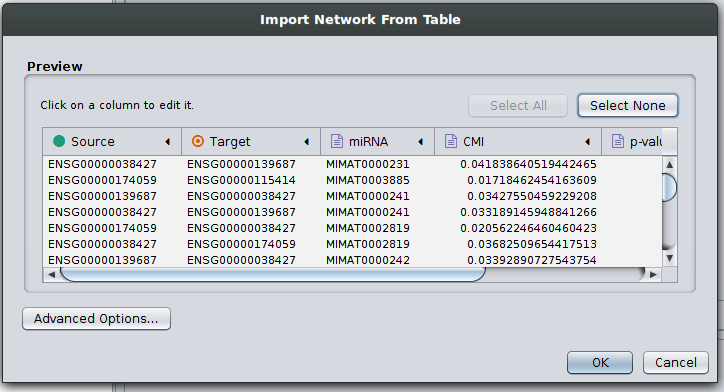 Import Network From Table
Preview
Click on a column to edit it.
Select All
Select None
Source Target miRNA CMI p-valu
ENSG00000038427 ENSG00000139687 MIMAT0000231 0.041838640519442465
ENSG00000174059 ENSG00000115414 MIMAT0003885 0.01718462454163609
ENSG00000139687 ENSG00000038427 MIMAT0000241 0.03427550459229208
ENSG00000038427 ENSG00000139687 MIMAT0000241 0.033189145948841266
ENSG00000174059 ENSG00000038427 MIMAT0002819 0.020562246460460423
ENSG00000038427 ENSG00000174059 MIMAT0002819 0.03682509654417513
ENSG00000139687 ENSG00000038427 MIMAT0000242 0.03392890727543754
Advanced Options...
OK
Cancel